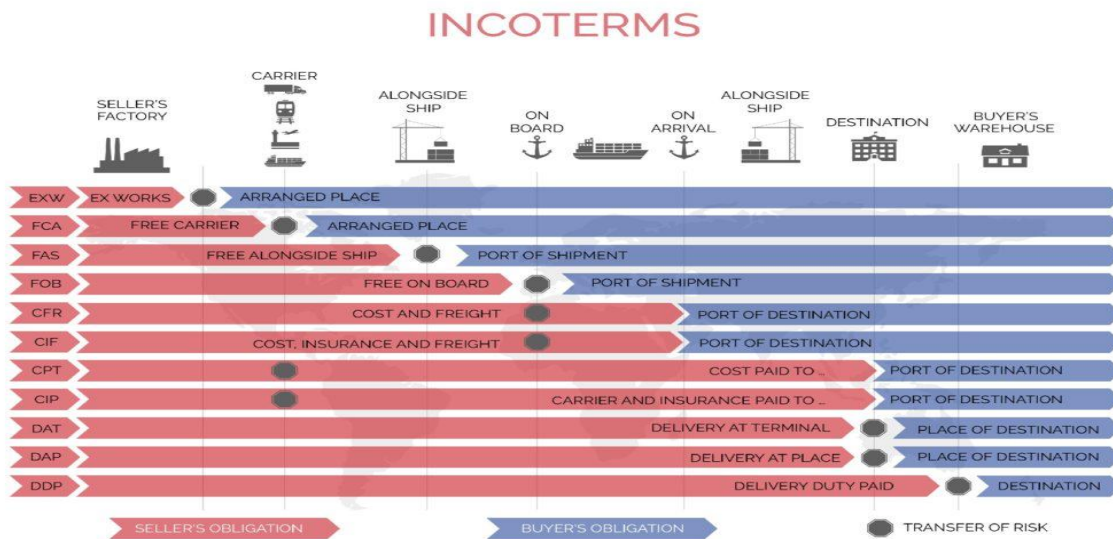 INCOTERMS
SELLER'S
FACTORY
CARRIER
ALONGSIDE
SHIP
ON
BOARD
ON
ARRIVAL
ALONGSIDE
SHIP
DESTINATION
BUYER'S
WAREHOUSE
EXW EX WORKS ARRANGED PLACE
FCA FREE CARRIER ARRANGED PLACE
FAS FREE ALONGSIDE SHIP PORT OF SHIPMENT
FOB FREE ON BOARD PORT OF SHIPMENT
CFR COST AND FREIGHT PORT OF DESTINATION
CIF COST, INSURANCE AND FREIGHT PORT OF DESTINATION
CPT COST PAID TO ... PORT OF DESTINATION
CIP CARRIER AND INSURANCE PAID TO ... PORT OF DESTINATION
DAT DELIVERY AT TERMINAL PLACE OF DESTINATION
DAP DELIVERY AT PLACE PLACE OF DESTINATION
DDP DELIVERY DUTY PAID DESTINATION
SELLER'S OBLIGATION BUYER'S OBLIGATION TRANSFER OF RISK